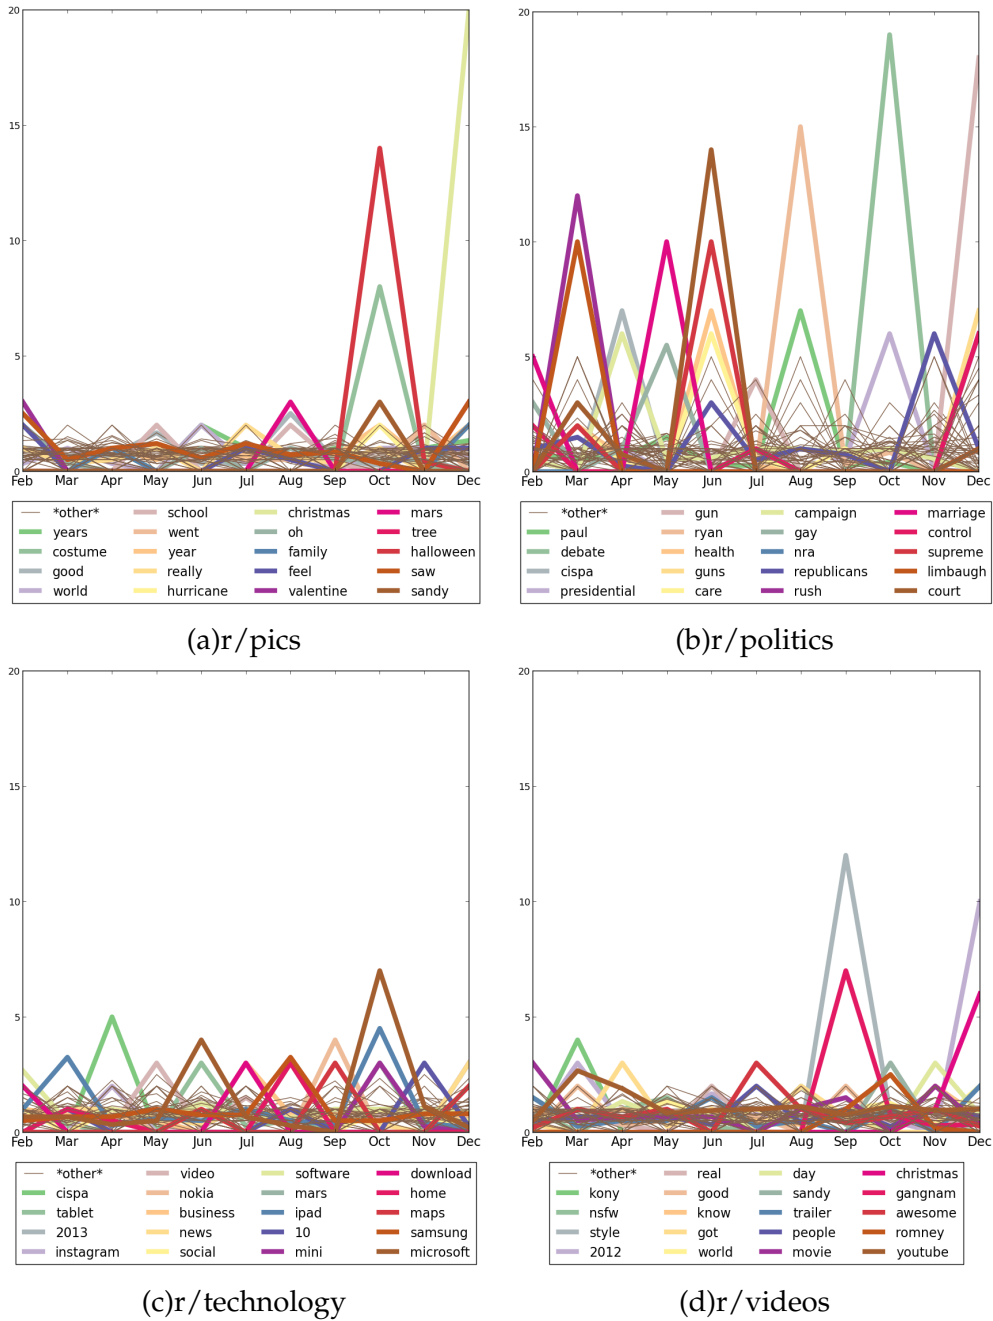 20
15
10
5
0
Feb Mar Apr May Jun Jul Aug Sep Oct Nov Dec
*other* school christmas mars
years went oh tree
costume year family halloween
good really feel saw
world hurricane valentine sandy
(a)r/pics
20
15
10
5
0
Feb Mar Apr May Jun Jul Aug Sep Oct Nov Dec
*other* gun campaign marriage
paul ryan gay control
debate health nra supreme
cispa guns republicans limbaugh
presidential care rush court
(b)r/politics
20
15
10
5
0
Feb Mar Apr May Jun Jul Aug Sep Oct Nov Dec
*other* video software download
cispa nokia mars home
tablet business ipad maps
2013 news 10 samsung
instagram social mini microsoft
(c)r/technology
20
15
10
5
0
Feb Mar Apr May Jun Jul Aug Sep Oct Nov Dec
*other* real day christmas
kony good sandy gangnam
nsfw know trailer awesome
style got people romney
2012 world movie youtube
(d)r/videos